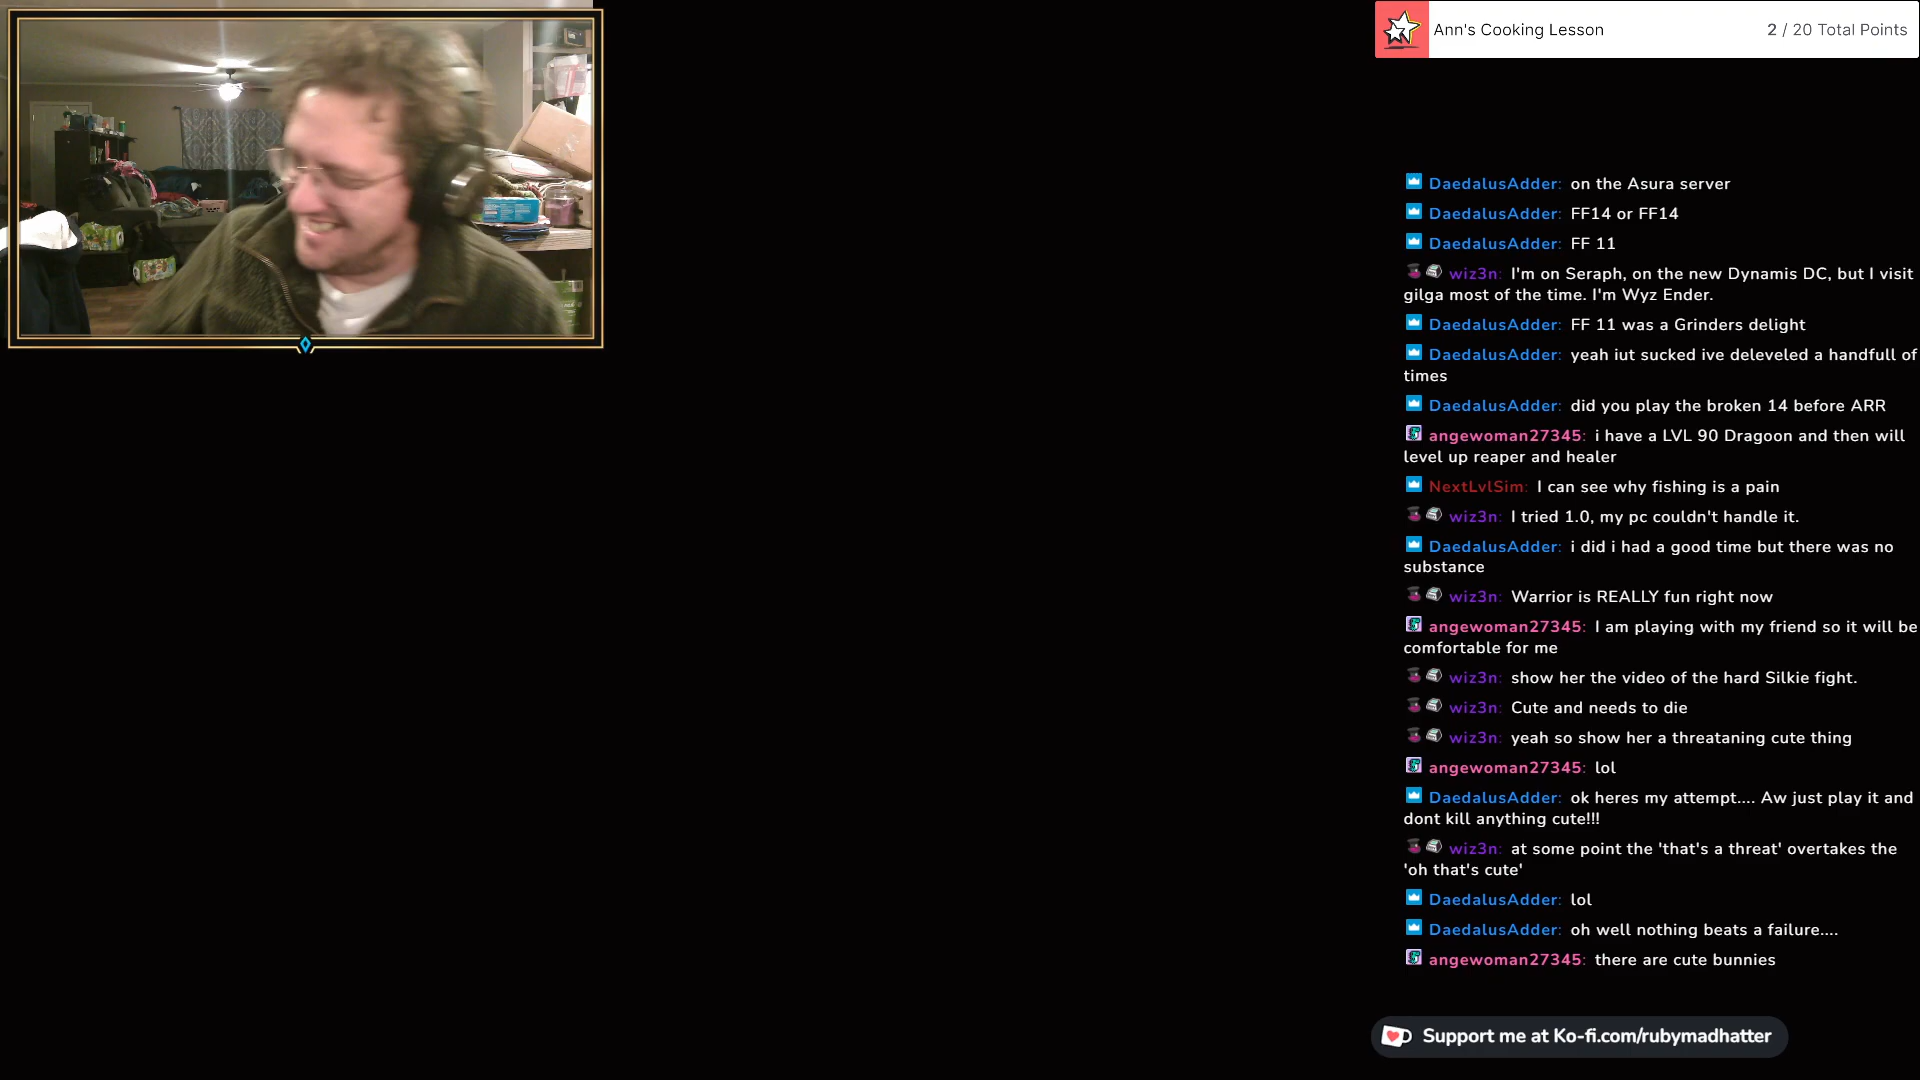 Ann's Cooking Lesson
2 / 20 Total Points
DaedalusAdder: on the Asura server
DaedalusAdder: FF14 or FF14
DaedalusAdder: FF 11
wiz3n: I'm on Seraph, on the new Dynamis DC, but I visit
gilga most of the time. I'm Wyz Ender.
DaedalusAdder: FF 11 was a Grinders delight
DaedalusAdder: yeah iut sucked ive deleveled a handfull of
times
DaedalusAdder: did you play the broken 14 before ARR
angewoman27345: i have a LVL 90 Dragoon and then will
level up reaper and healer
NextLvlSim: I can see why fishing is a pain
wiz3n: I tried 1.0, my pc couldn't handle it.
DaedalusAdder: i did i had a good time but there was no
substance
wiz3n: Warrior is REALLY fun right now
angewoman27345: I am playing with my friend so it will be
comfortable for me
wiz3n: show her the video of the hard Silkie fight.
wiz3n: Cute and needs to die
wiz3n: yeah so show her a threataning cute thing
angewoman27345: lol
DaedalusAdder: ok heres my attempt.... Aw just play it and
dont kill anything cute!!!
wiz3n: at some point the 'that's a threat' overtakes the
'oh that's cute'
DaedalusAdder: lol
DaedalusAdder: oh well nothing beats a failure....
angewoman27345: there are cute bunnies
Support me at Ko-fi.com/rubymadhatter